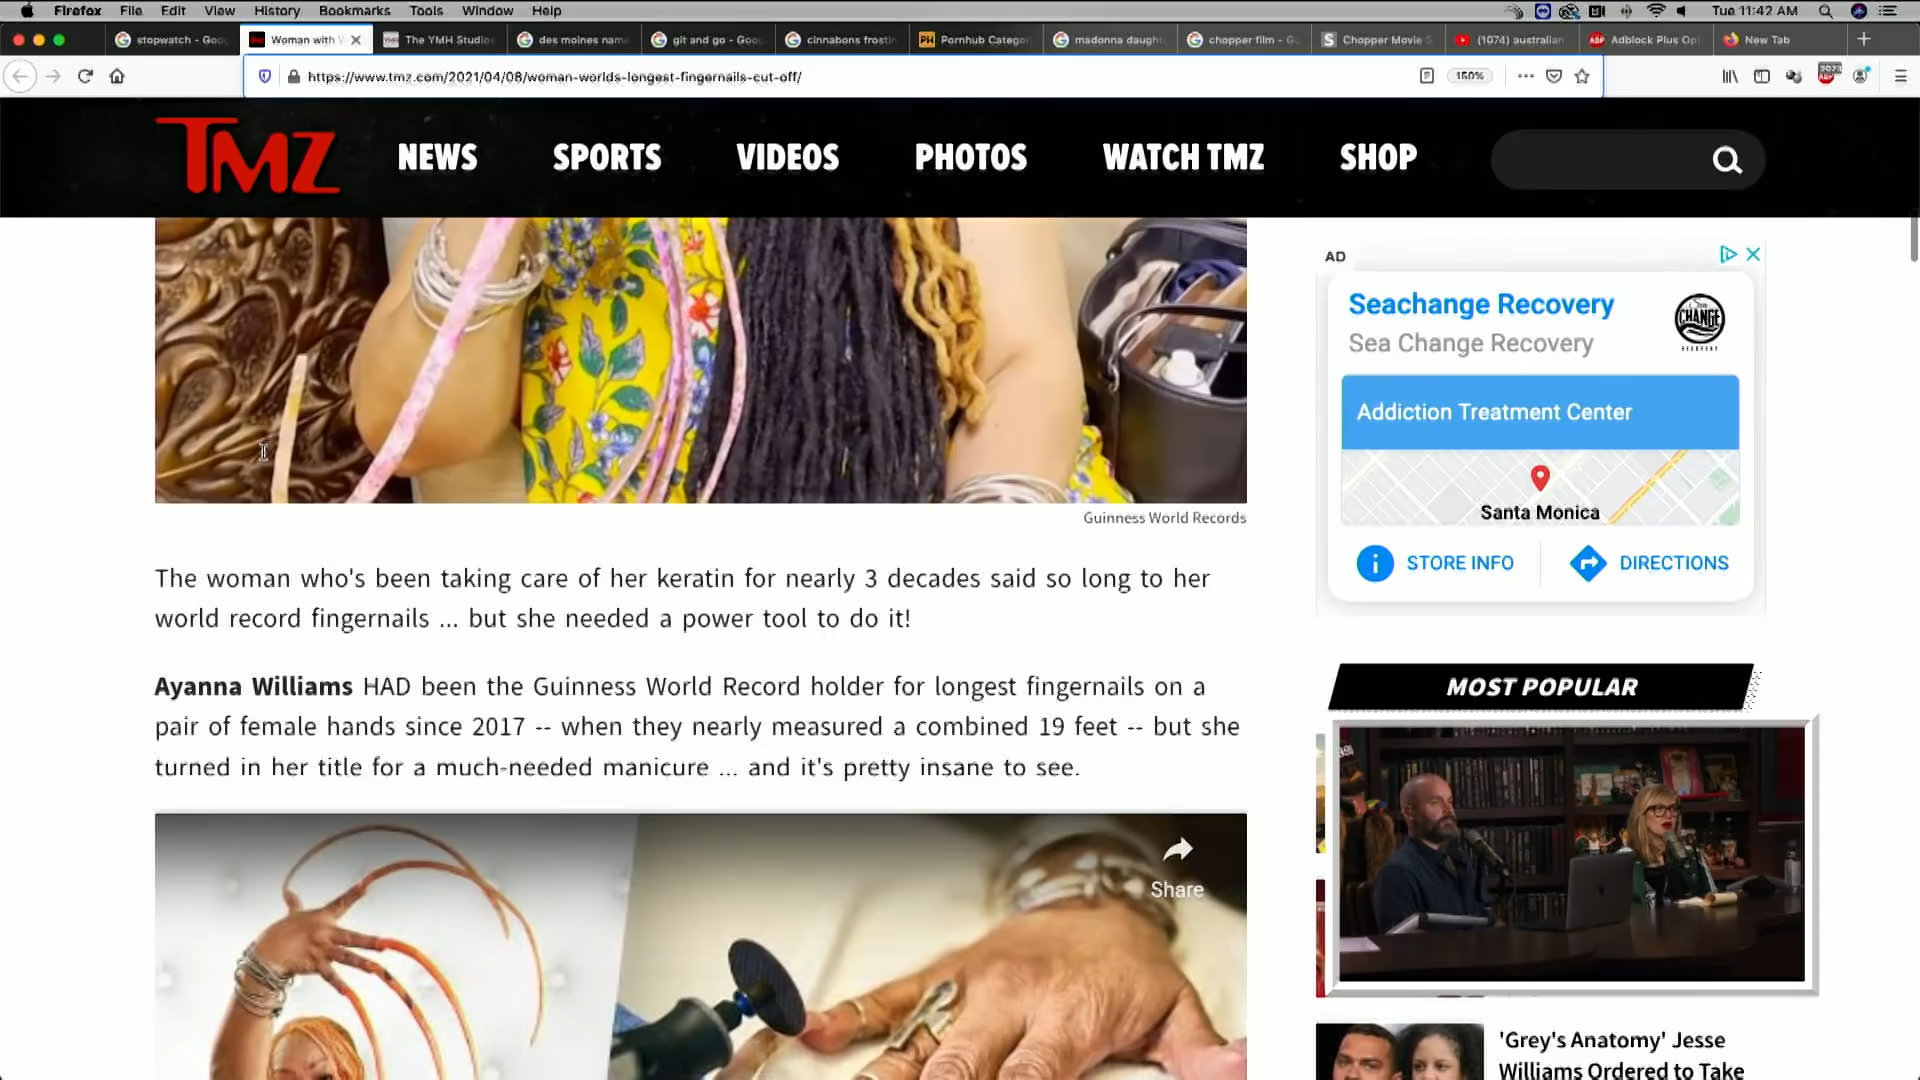 Firefox File Edit View History Bookmarks Tools Window Help Tue 11:42 AM
stopwatch - Goo Woman with The YMH Studios des moines name git and go - Goo cinnabons frosti Pornhub Categor madonna daught chopper film - G Chopper Movie S (1074) australian Adblock Plus Op New Tab
https://www.tmz.com/2021/04/08/woman-worlds-longest-fingernails-cut-off/ 150%
TMZ NEWS SPORTS VIDEOS PHOTOS WATCH TMZ SHOP
AD
Seachange Recovery
Sea Change Recovery
CHANGE
Addiction Treatment Center
Santa Monica
STORE INFO DIRECTIONS
Guinness World Records
The woman who's been taking care of her keratin for nearly 3 decades said so long to her
world record fingernails ... but she needed a power tool to do it!
Ayanna Williams HAD been the Guinness World Record holder for longest fingernails on a
pair of female hands since 2017 -- when they nearly measured a combined 19 feet -- but she
turned in her title for a much-needed manicure ... and it's pretty insane to see.
Share
MOST POPULAR
'Grey's Anatomy' Jesse
Williams Ordered to Take